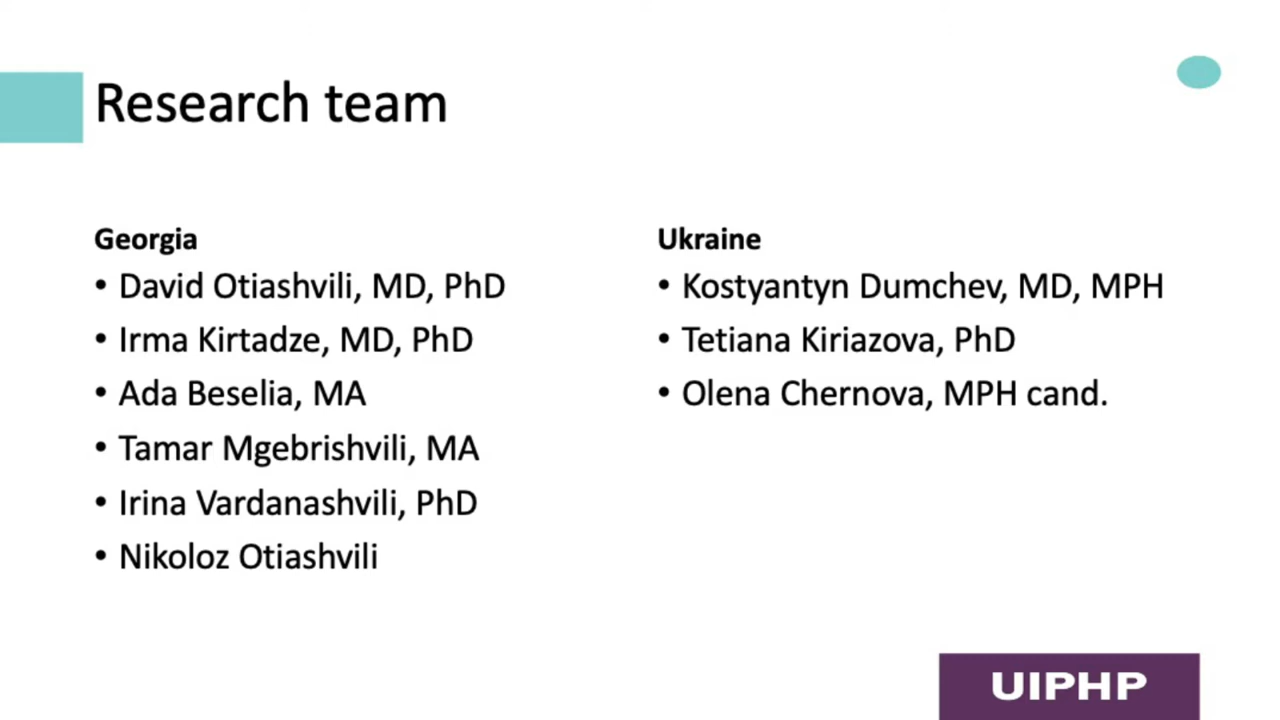 Research team
Georgia
• David Otiashvili, MD, PhD
• Irma Kirtadze, MD, PhD
• Ada Beselia, MA
• Tamar Mgebrishvili, MA
• Irina Vardanashvili, PhD
• Nikoloz Otiashvili
Ukraine
• Kostyantyn Dumchev, MD, MPH
• Tetiana Kiriazova, PhD
• Olena Chernova, MPH cand.
UIPHP